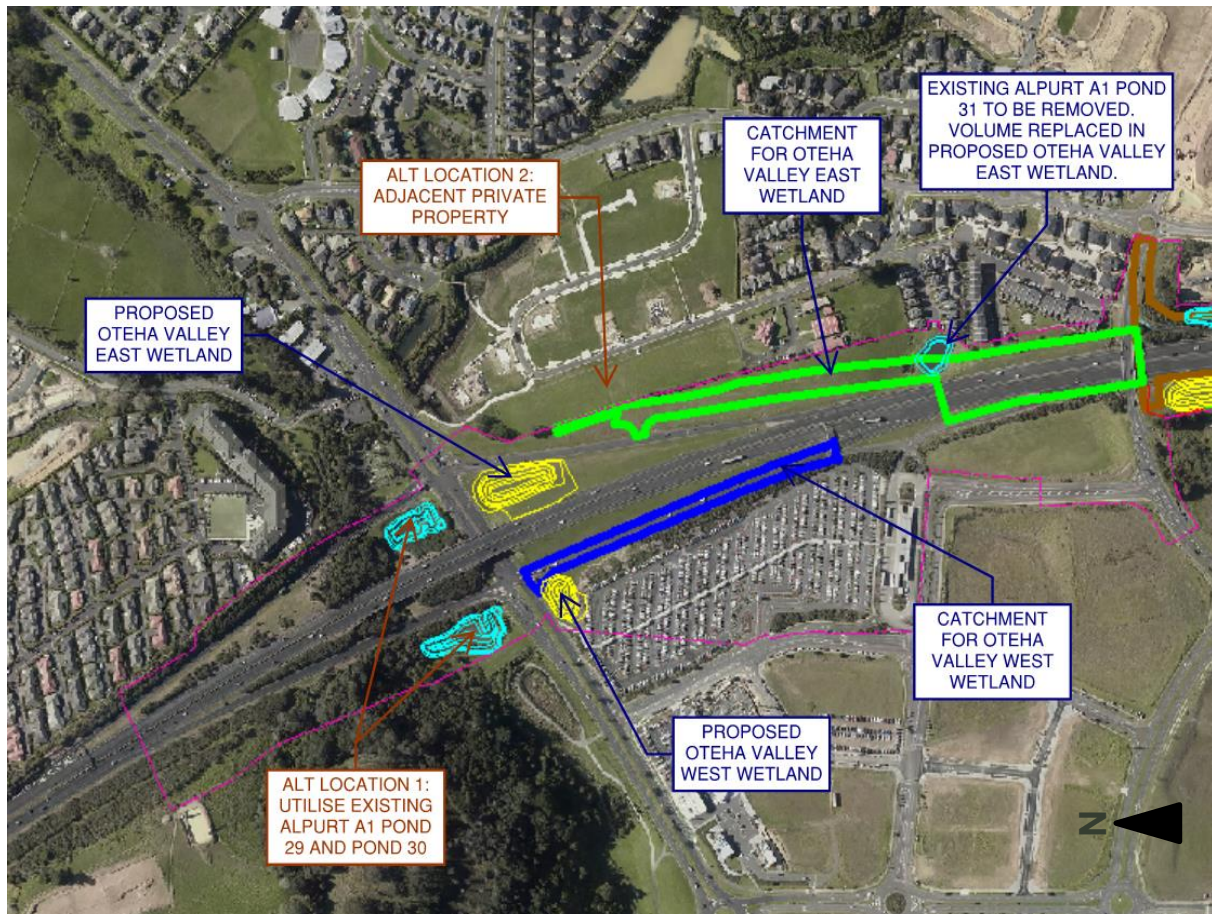 EXISTING ALPURT A1 POND
31 TO BE REMOVED.
VOLUME REPLACED IN
PROPOSED OTEHA VALLEY
EAST WETLAND.
CATCHMENT
FOR OTEHA
VALLEY EAST
WETLAND
ALT LOCATION 2:
ADJACENT PRIVATE
PROPERTY
PROPOSED
OTEHA VALLEY
EAST WETLAND
CATCHMENT
FOR OTEHA
VALLEY WEST
WETLAND
PROPOSED
OTEHA VALLEY
WEST WETLAND
ALT LOCATION 1:
UTILISE EXISTING
ALPURT A1 POND
29 AND POND 30
N